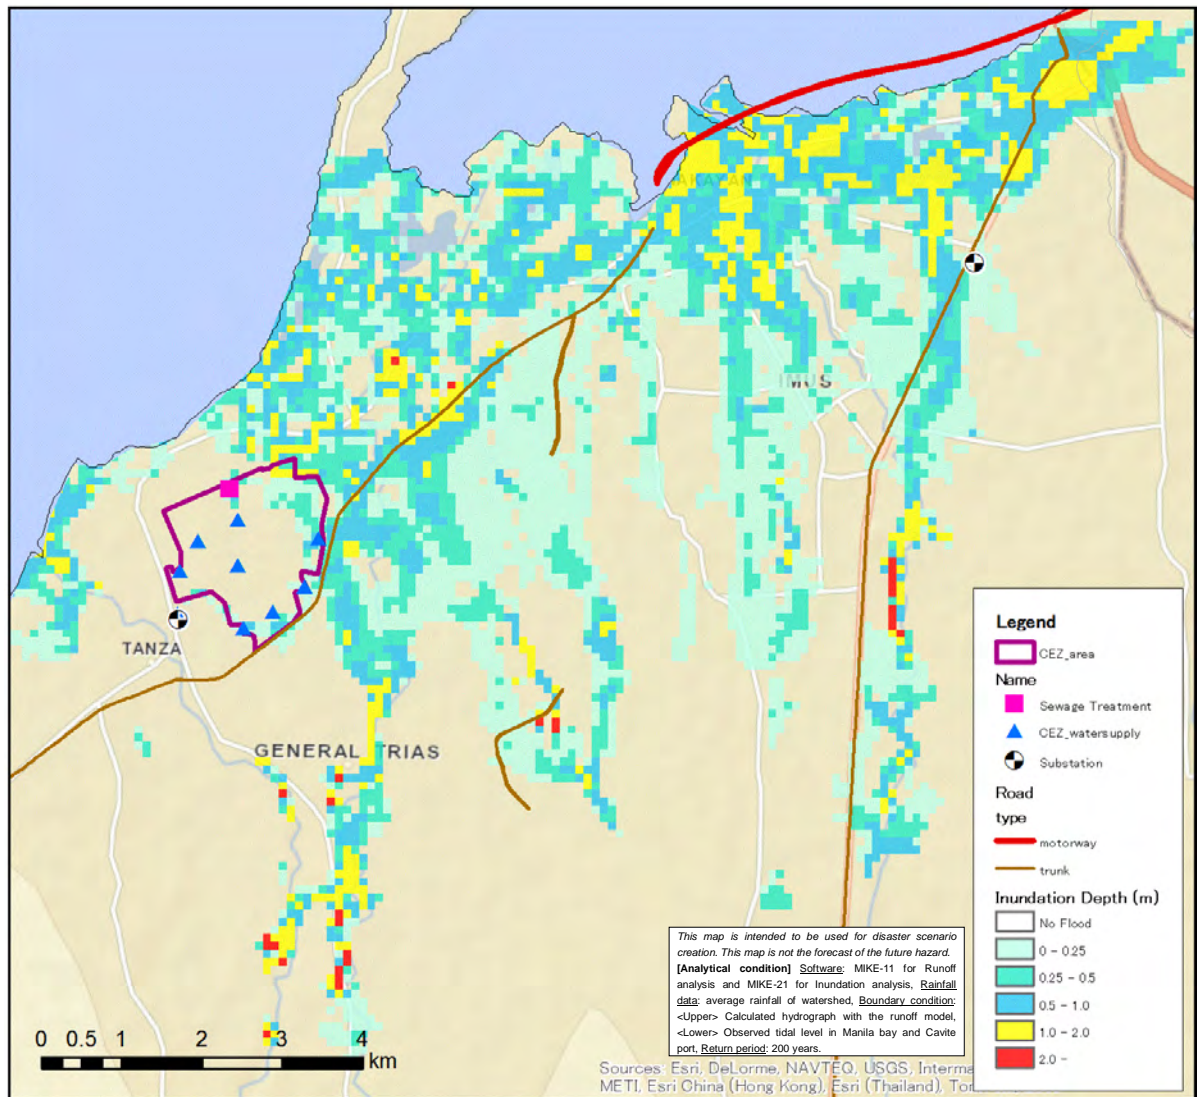 AKAYAN
IMUS
TANZA
GENERAL TRIAS
Legend
CEZ_area
Name
Sewage Treatment
CEZ_watersupply
Substation
Road
type
motorway
trunk
Inundation Depth (m)
No Flood
0 - 0.25
0.25 - 0.5
0.5 - 1.0
1.0 - 2.0
2.0 -
This map is intended to be used for disaster scenario
creation. This map is not the forecast of the future hazard.
[Analytical condition] Software: MIKE-11 for Runoff
analysis and MIKE-21 for Inundation analysis, Rainfall
data: average rainfall of watershed, Boundary condition:
<Upper> Calculated hydrograph with the runoff model,
<Lower> Observed tidal level in Manila bay and Cavite
port, Return period: 200 years.
0 0.5 1 2 3 4
km
Sources: Esri, DeLorme, NAVTEQ, USGS, Interma
METI, Esri China (Hong Kong), Esri (Thailand),